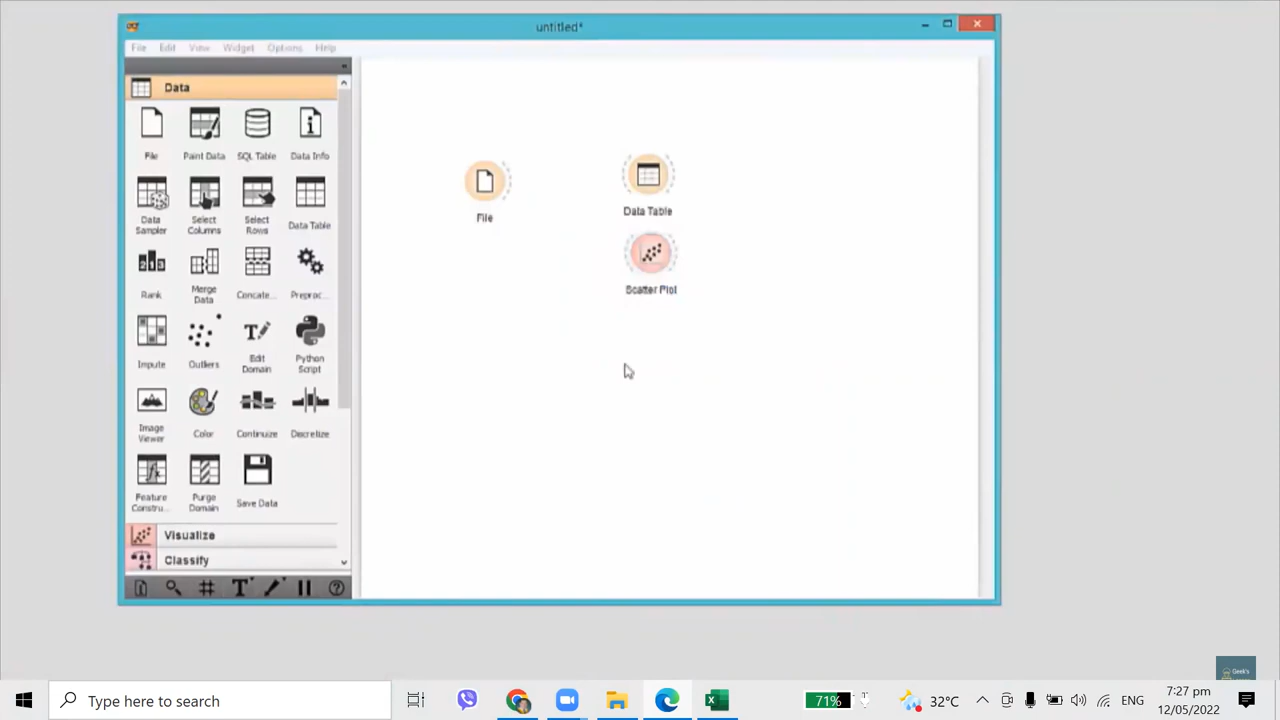 untitled*
File Edit View Widget Options Help
Data
File Paint Data SQL Table Data Info
Data Sampler
Select Columns
Select Rows
Data Table
Rank
Merge Data
Concate...
Preproc...
Impute
Outliers
Edit Domain
Python Script
Image Viewer
Color
Continuize
Discretize
Feature Constru...
Purge Domain
Save Data
Visualize
Classify
File
Data Table
Scatter Plot
Geek's
Type here to search
71%
32°C
ENG
7:27 pm
12/05/2022